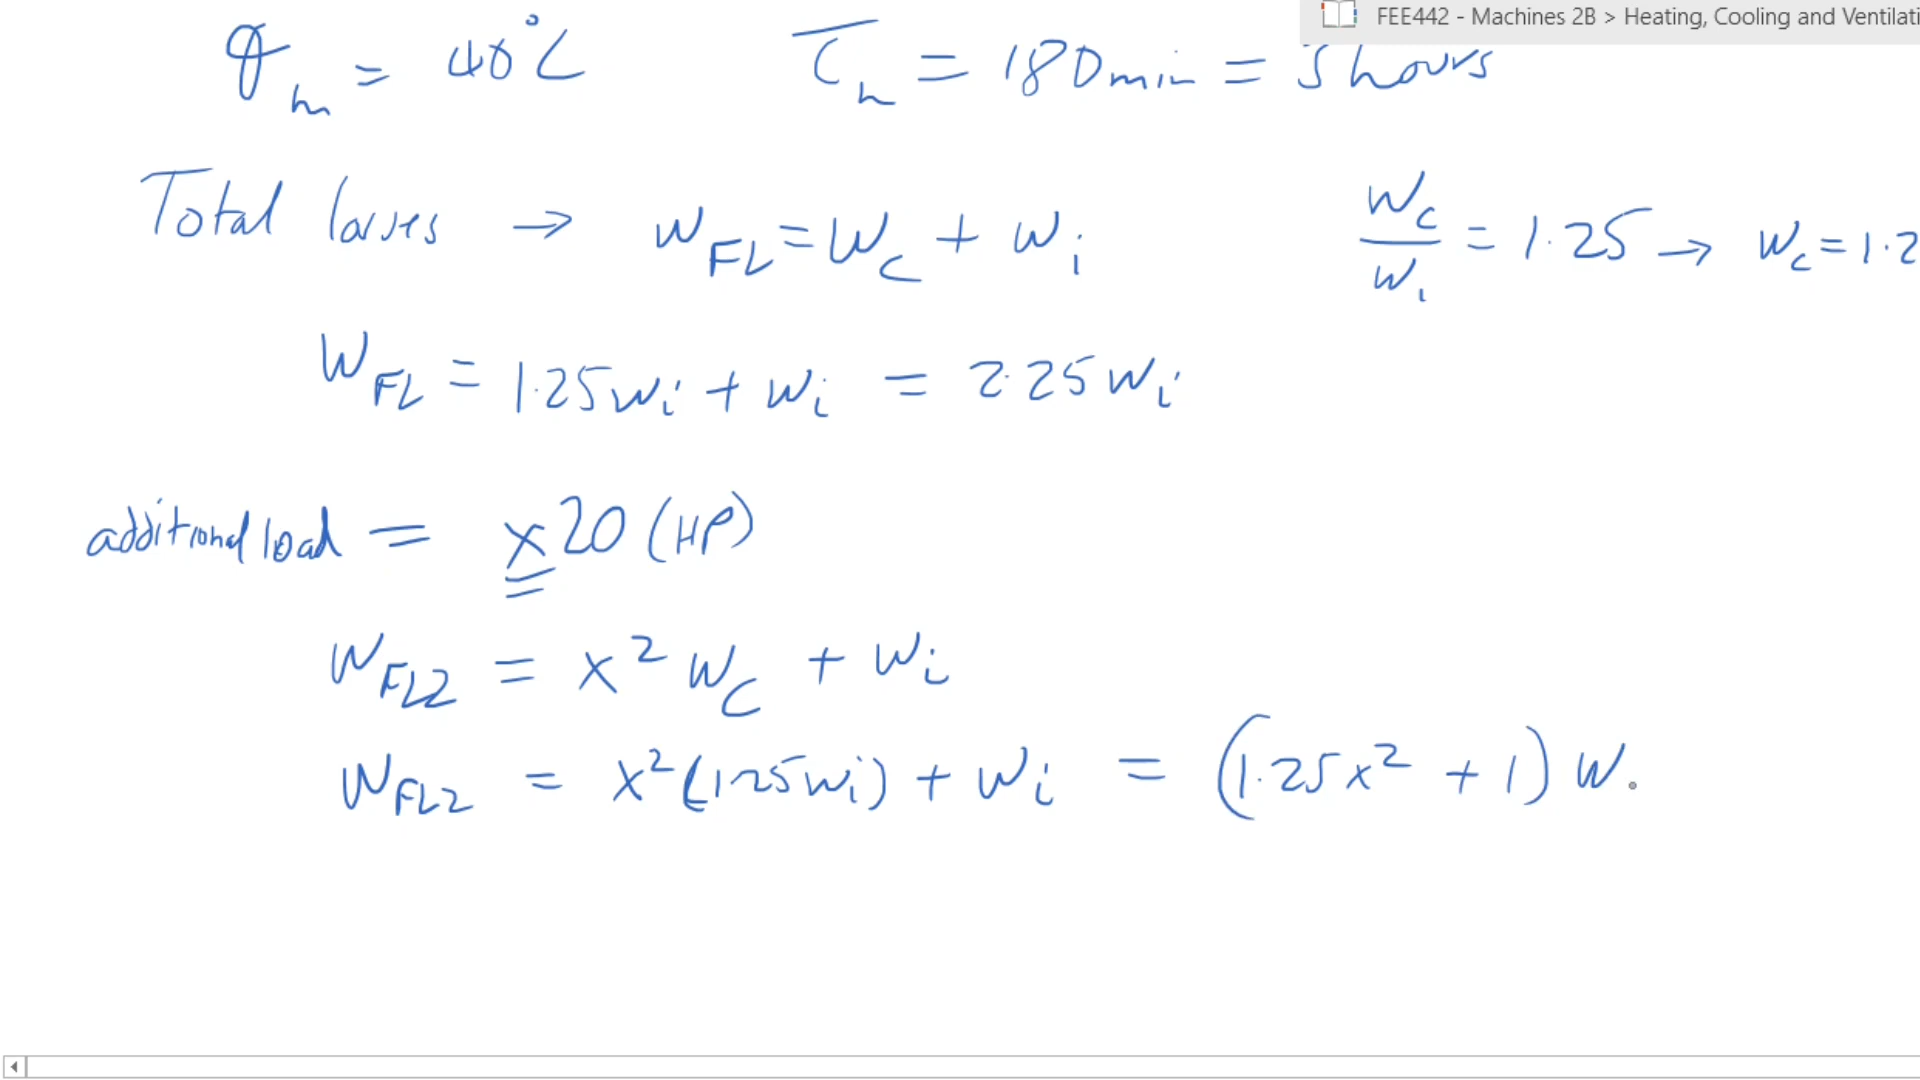 FEE442 - Machines 2B > Heating, Cooling and Ventilati
θm = 40°C τh = 180min = 3 hours
Total losses → WFL = Wc + Wi Wc/Wi = 1.25 → Wc = 1.2
WFL = 1.25Wi + Wi = 2.25Wi
additional load = x20 (HP)
WFL2 = x² Wc + Wi
WFL2 = x²(1.25Wi) + Wi = (1.25x² + 1) W.